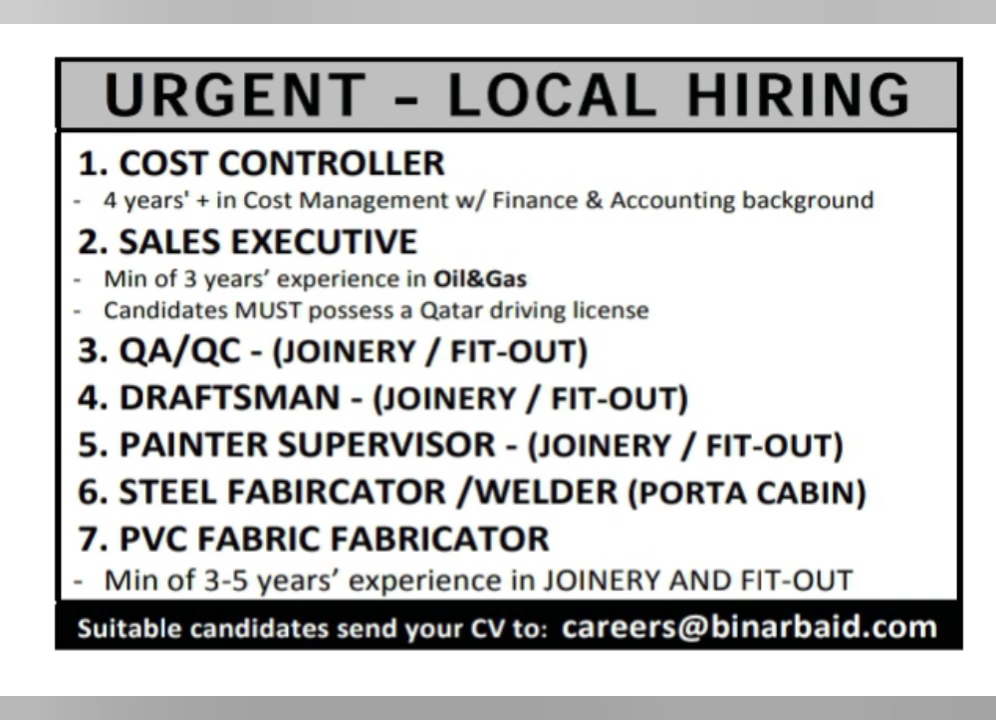 URGENT - LOCAL HIRING
1. COST CONTROLLER
- 4 years' + in Cost Management w/ Finance & Accounting background
2. SALES EXECUTIVE
- Min of 3 years’ experience in Oil&Gas
- Candidates MUST possess a Qatar driving license
3. QA/QC - (JOINERY / FIT-OUT)
4. DRAFTSMAN - (JOINERY / FIT-OUT)
5. PAINTER SUPERVISOR - (JOINERY / FIT-OUT)
6. STEEL FABIRCATOR /WELDER (PORTA CABIN)
7. PVC FABRIC FABRICATOR
- Min of 3-5 years’ experience in JOINERY AND FIT-OUT
Suitable candidates send your CV to: careers@binarbaid.com